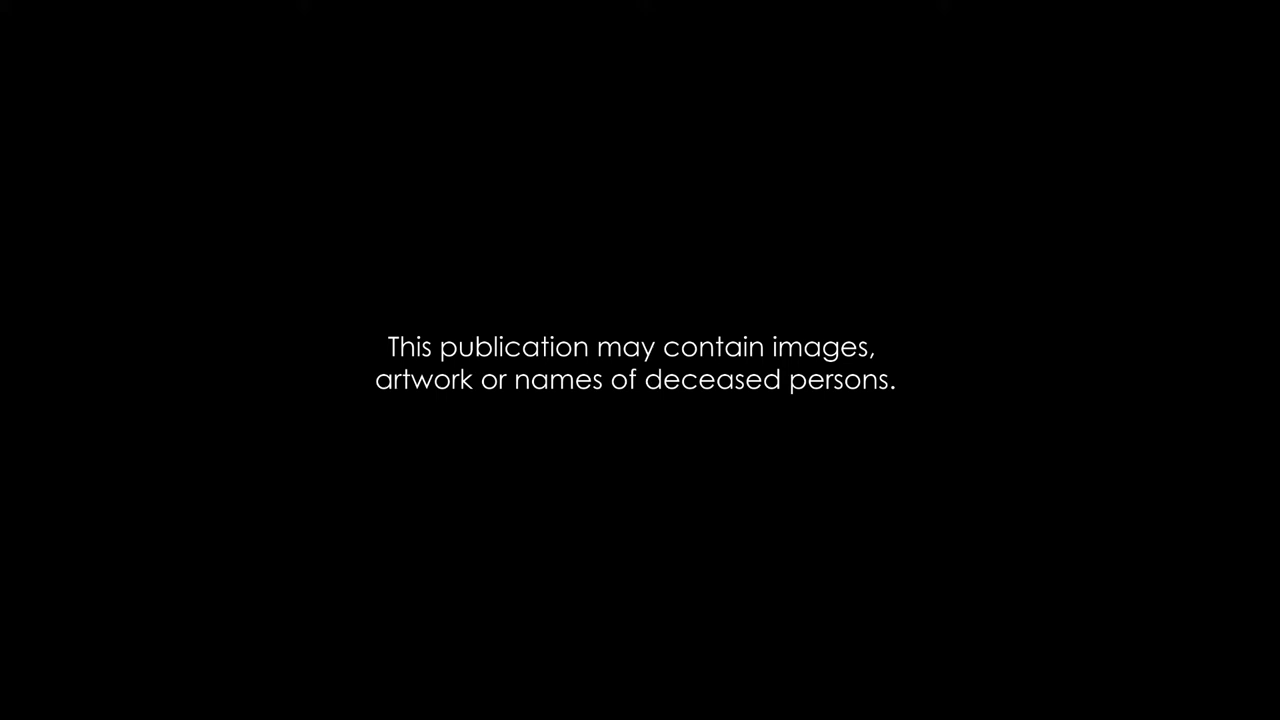 This publication may contain images,
artwork or names of deceased persons.